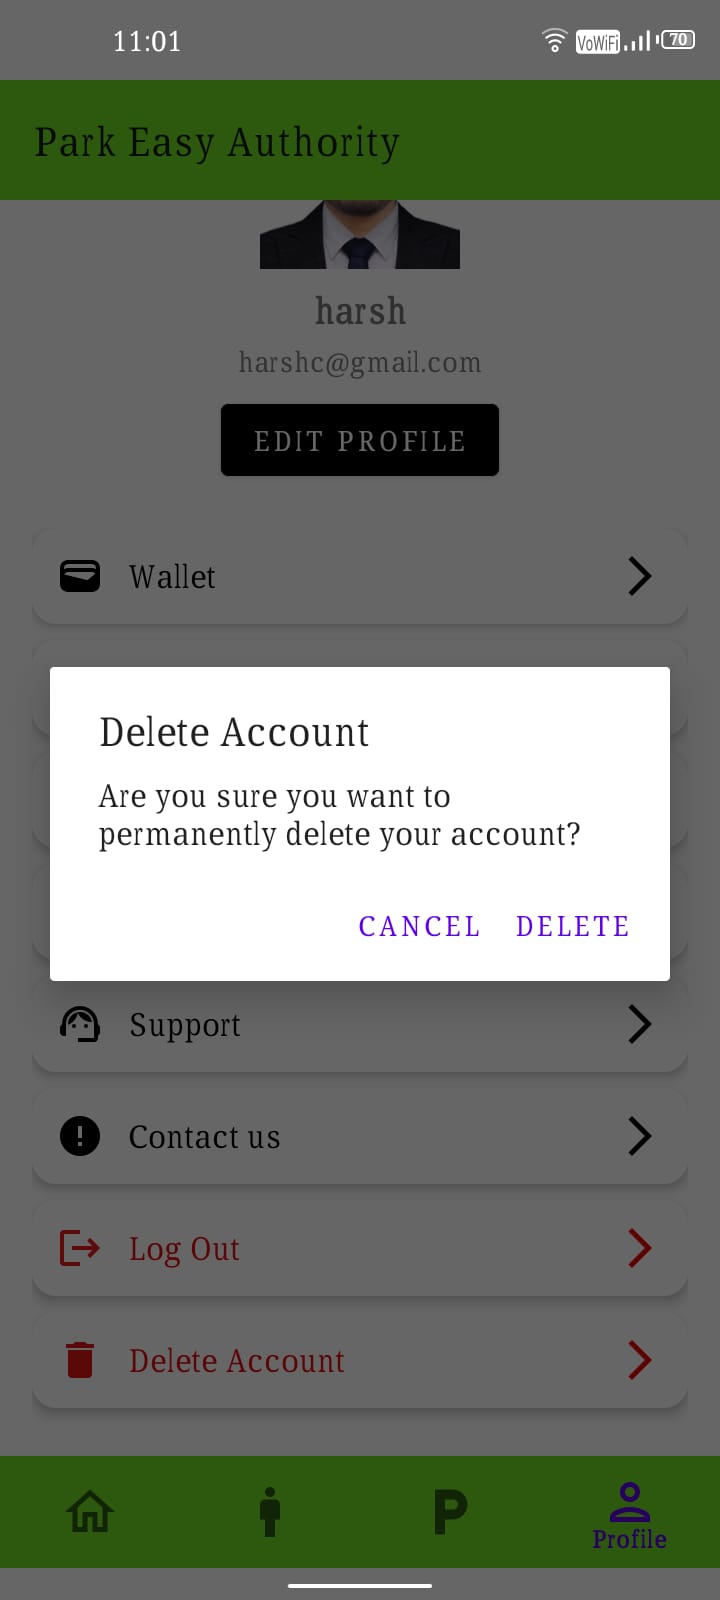 11:01
VoWiFi
70
Park Easy Authority
harsh
harshc@gmail.com
EDIT PROFILE
Wallet
Delete Account
Are you sure you want to
permanently delete your account?
CANCEL DELETE
Support
Contact us
Log Out
Delete Account
P
Profile